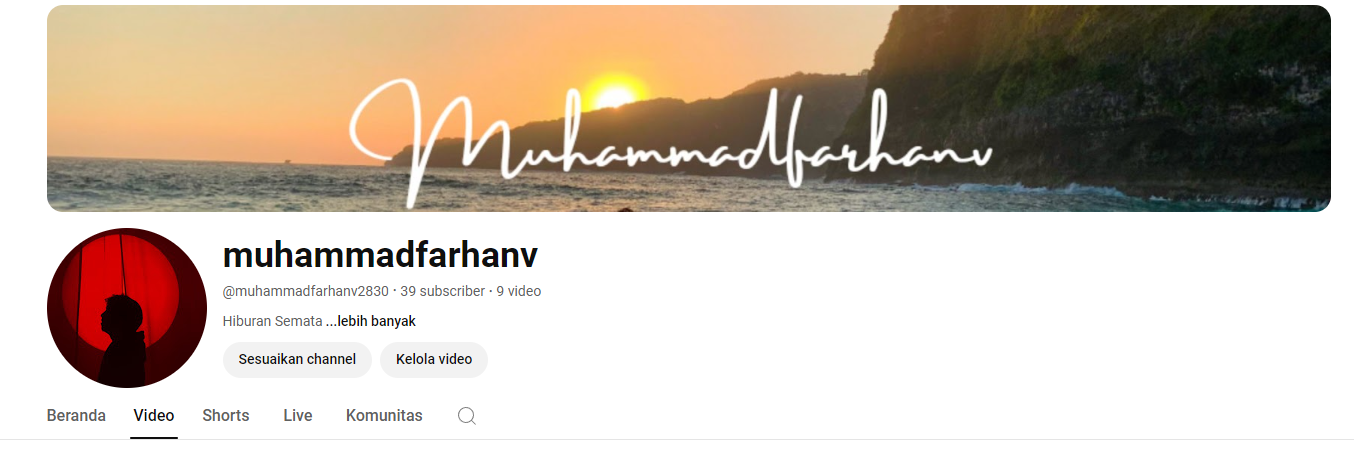 Muhammadfarhanv
muhammadfarhanv
@muhammadfarhanv2830 · 39 subscriber · 9 video
Hiburan Semata ...lebih banyak
Sesuaikan channel Kelola video
Beranda Video Shorts Live Komunitas